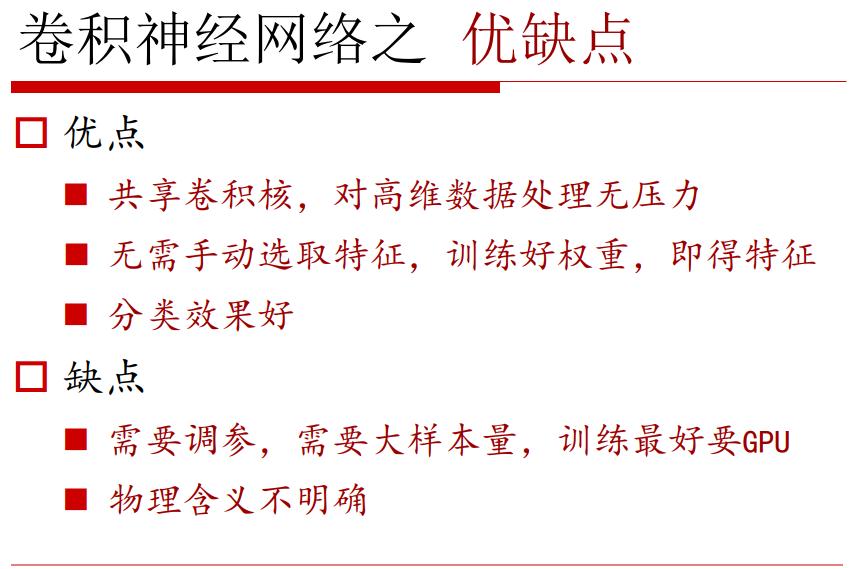 卷积神经网络之 优缺点
优点
共享卷积核，对高维数据处理无压力
无需手动选取特征，训练好权重，即得特征
分类效果好
缺点
需要调参，需要大样本量，训练最好要GPU
物理含义不明确